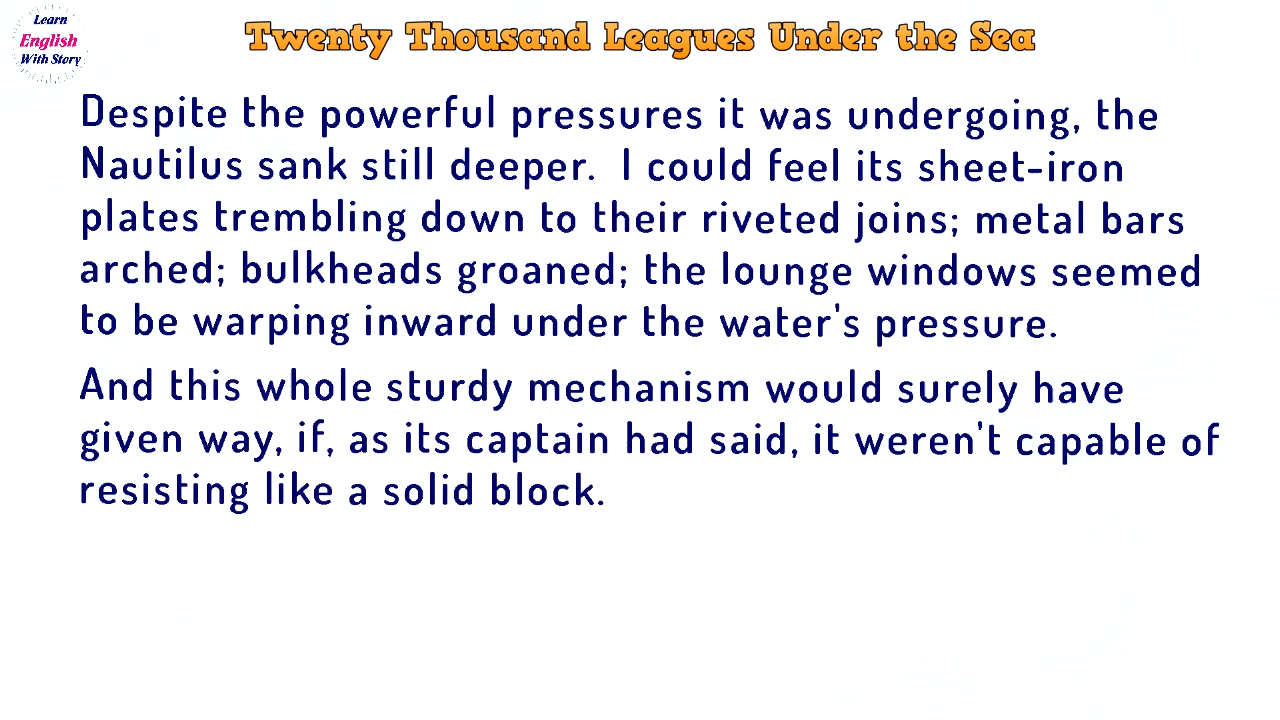 Learn
English
With Story
Twenty Thousand Leagues Under the Sea
Despite the powerful pressures it was undergoing, the
Nautilus sank still deeper.  I could feel its sheet-iron
plates trembling down to their riveted joins; metal bars
arched; bulkheads groaned; the lounge windows seemed
to be warping inward under the water's pressure.
And this whole sturdy mechanism would surely have
given way, if, as its captain had said, it weren't capable of
resisting like a solid block.